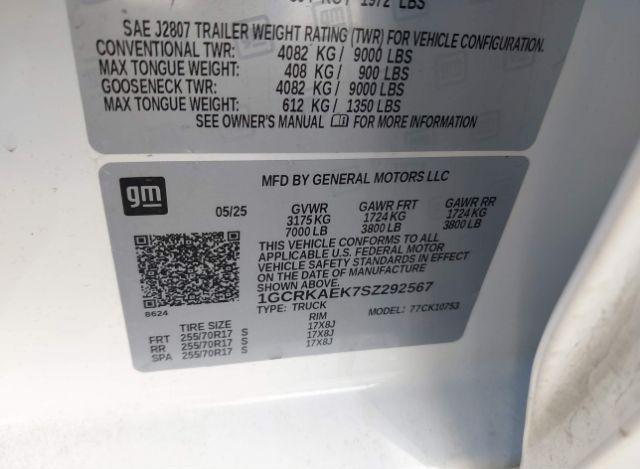 1972 LBS
SAE J2807 TRAILER WEIGHT RATING (TWR) FOR VEHICLE CONFIGURATION.
CONVENTIONAL TWR: 4082 KG / 9000 LBS
MAX TONGUE WEIGHT: 408 KG / 900 LBS
GOOSENECK TWR: 4082 KG / 9000 LBS
MAX TONGUE WEIGHT: 612 KG / 1350 LBS
SEE OWNER'S MANUAL FOR MORE INFORMATION
gm
MFD BY GENERAL MOTORS LLC
05/25 GVWR GAWR FRT GAWR RR
3175 KG 1724 KG 1724 KG
7000 LB 3800 LB 3800 LB
THIS VEHICLE CONFORMS TO ALL
APPLICABLE U.S. FEDERAL MOTOR
VEHICLE SAFETY STANDARDS IN EFFECT
ON THE DATE OF MANUFACTURE
SHOWN ABOVE.
1GCRKAEK7SZ292567
8624
TYPE: TRUCK MODEL: 77CK10753
TIRE SIZE RIM
FRT 255/70R17 S 17X8J
RR 255/70R17 S 17X8J
SPA 255/70R17 S 17X8J